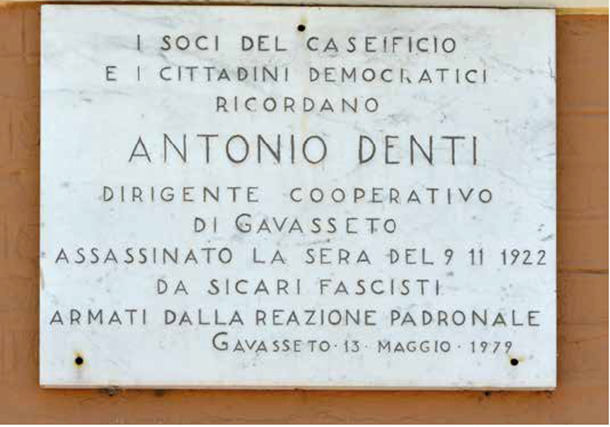 I SOCI DEL CASEIFICIO
E I CITTADINI DEMOCRATICI
RICORDANO
ANTONIO DENTI
DIRIGENTE COOPERATIVO
DI GAVASSETO
ASSASSINATO LA SERA DEL 9 11 1922
DA SICARI FASCISTI
ARMATI DALLA REAZIONE PADRONALE
GAVASSETO · 13 · MAGGIO · 1979